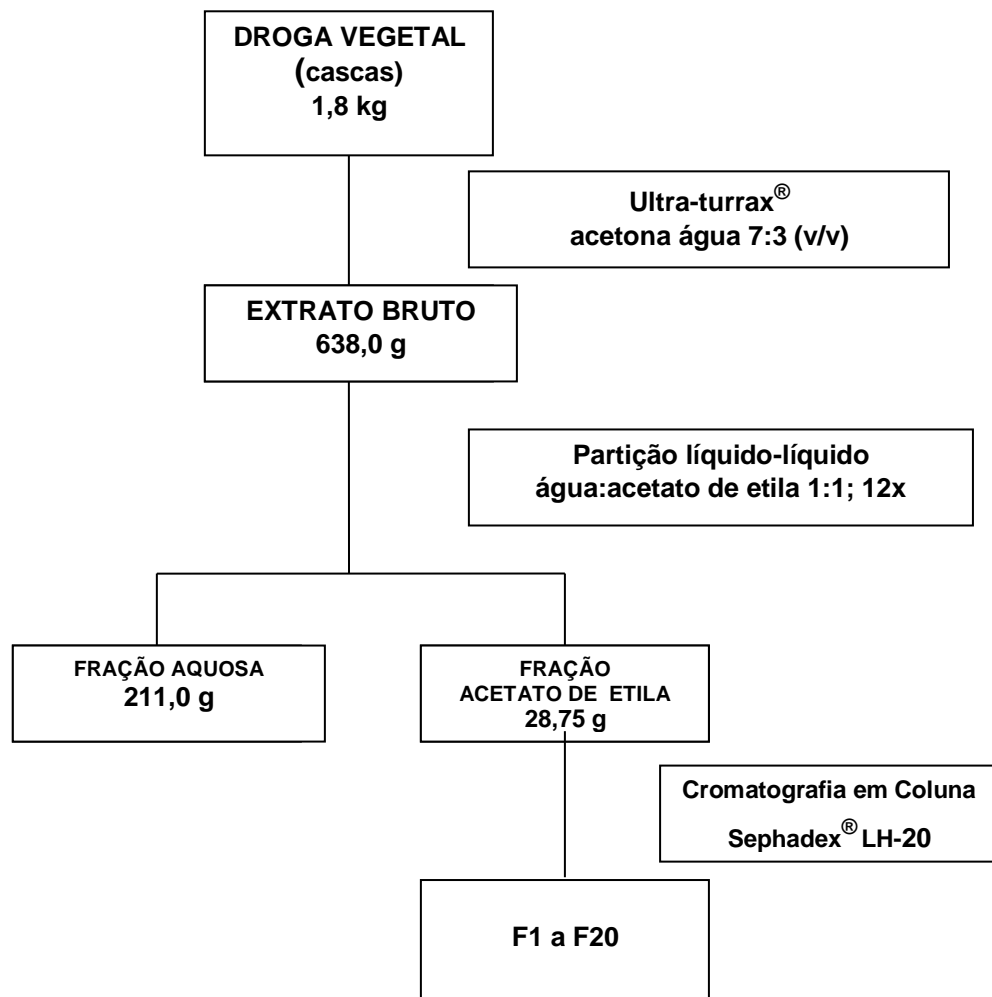 DROGA VEGETAL
(cascas)
1,8 kg
Ultra-turrax®
acetona água 7:3 (v/v)
EXTRATO BRUTO
638,0 g
Partição líquido-líquido
água:acetato de etila 1:1; 12x
FRAÇÃO AQUOSA
211,0 g
FRAÇÃO
ACETATO DE ETILA
28,75 g
Cromatografia em Coluna
Sephadex® LH-20
F1 a F20